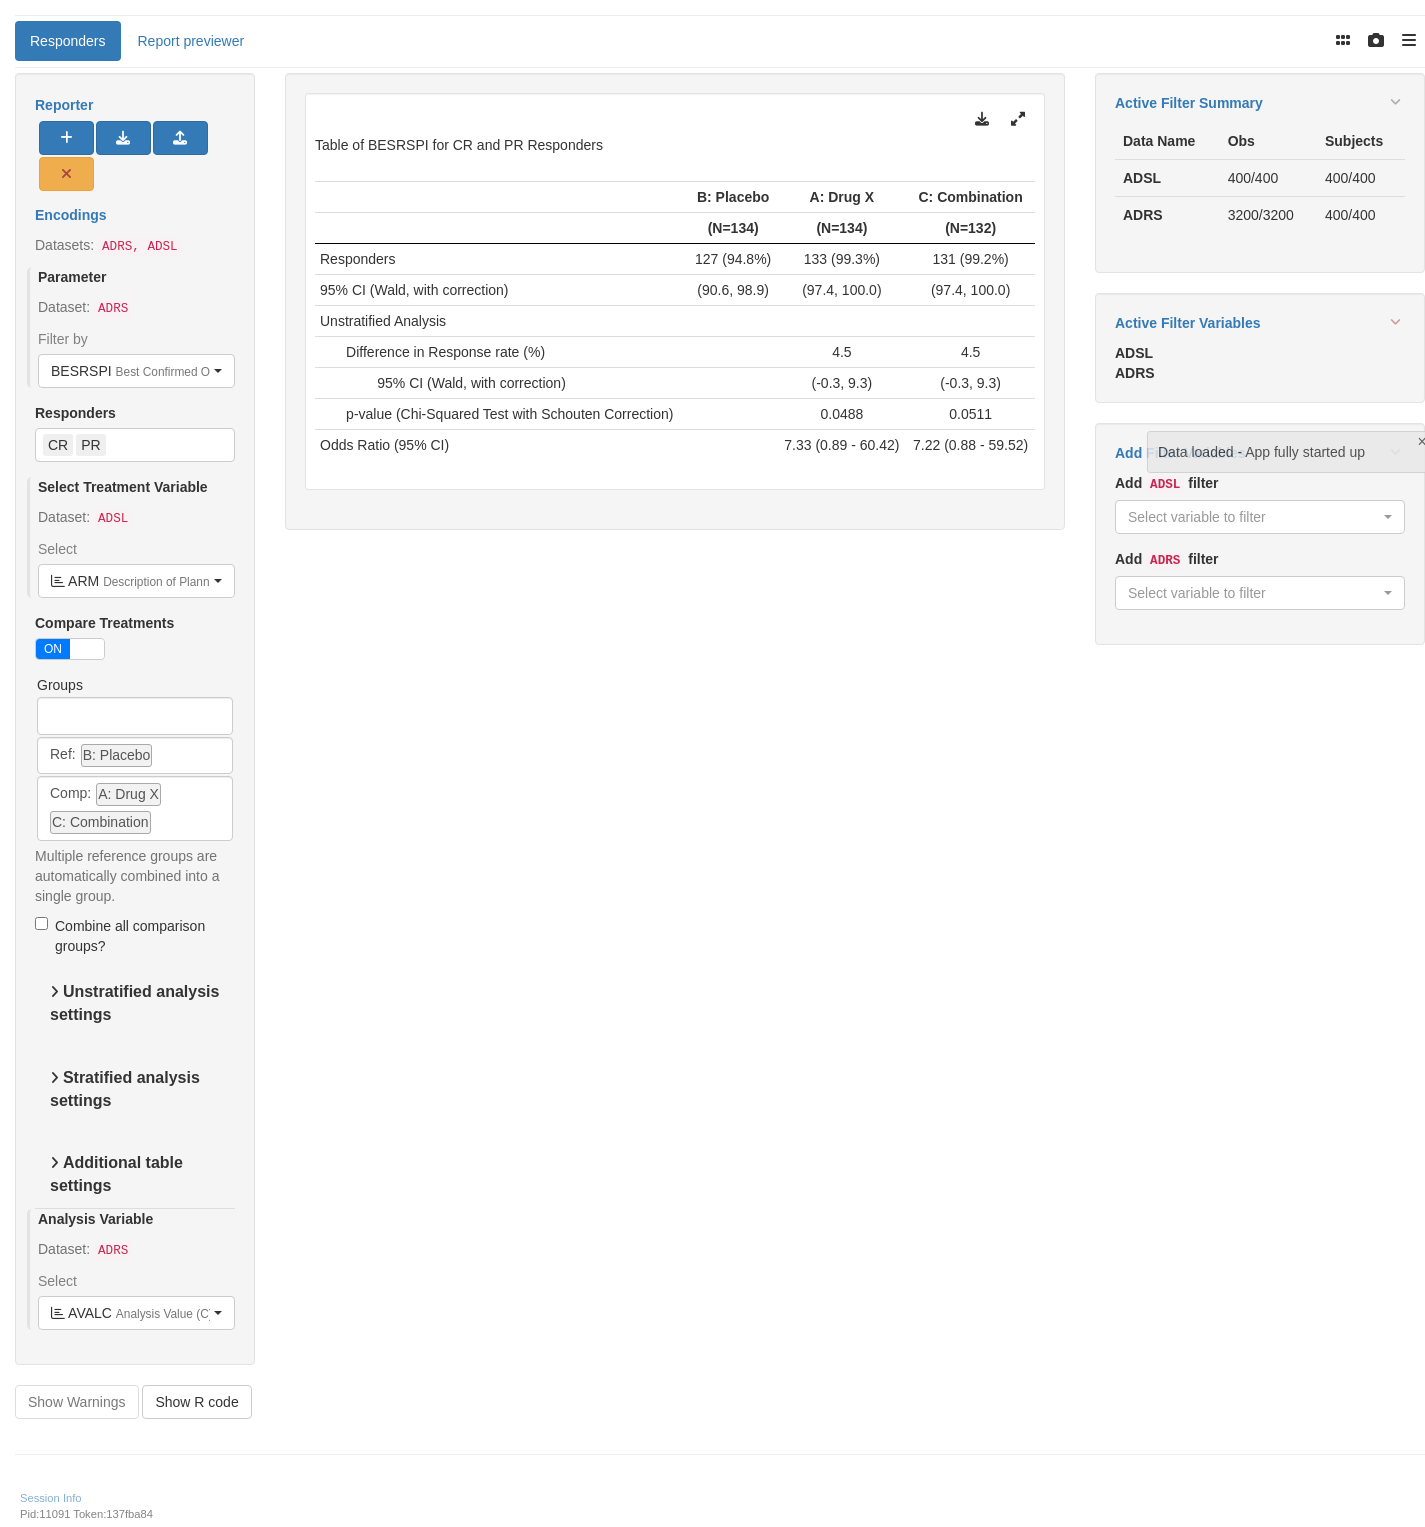 Responders
Report previewer
Reporter
Encodings
Datasets: ADRS, ADSL
Parameter
Dataset: ADRS
Filter by
BESRSPI Best Confirmed O
Responders
CR PR
Select Treatment Variable
Dataset: ADSL
Select
ARM Description of Plann
Compare Treatments
ON
Groups
Ref: B: Placebo
Comp: A: Drug X
C: Combination
Multiple reference groups are
automatically combined into a
single group.
Combine all comparison
groups?
Unstratified analysis
settings
Stratified analysis
settings
Additional table
settings
Analysis Variable
Dataset: ADRS
Select
AVALC Analysis Value (C)
Show Warnings
Show R code
Table of BESRSPI for CR and PR Responders
B: Placebo A: Drug X C: Combination
(N=134) (N=134) (N=132)
Responders 127 (94.8%) 133 (99.3%) 131 (99.2%)
95% CI (Wald, with correction) (90.6, 98.9) (97.4, 100.0) (97.4, 100.0)
Unstratified Analysis
Difference in Response rate (%) 4.5 4.5
95% CI (Wald, with correction) (-0.3, 9.3) (-0.3, 9.3)
p-value (Chi-Squared Test with Schouten Correction) 0.0488 0.0511
Odds Ratio (95% CI) 7.33 (0.89 - 60.42) 7.22 (0.88 - 59.52)
Active Filter Summary
Data Name Obs Subjects
ADSL 400/400 400/400
ADRS 3200/3200 400/400
Active Filter Variables
ADSL
ADRS
Add
Data loaded - App fully started up
×
Add ADSL filter
Select variable to filter
Add ADRS filter
Select variable to filter
Session Info
Pid:11091 Token:137fba84